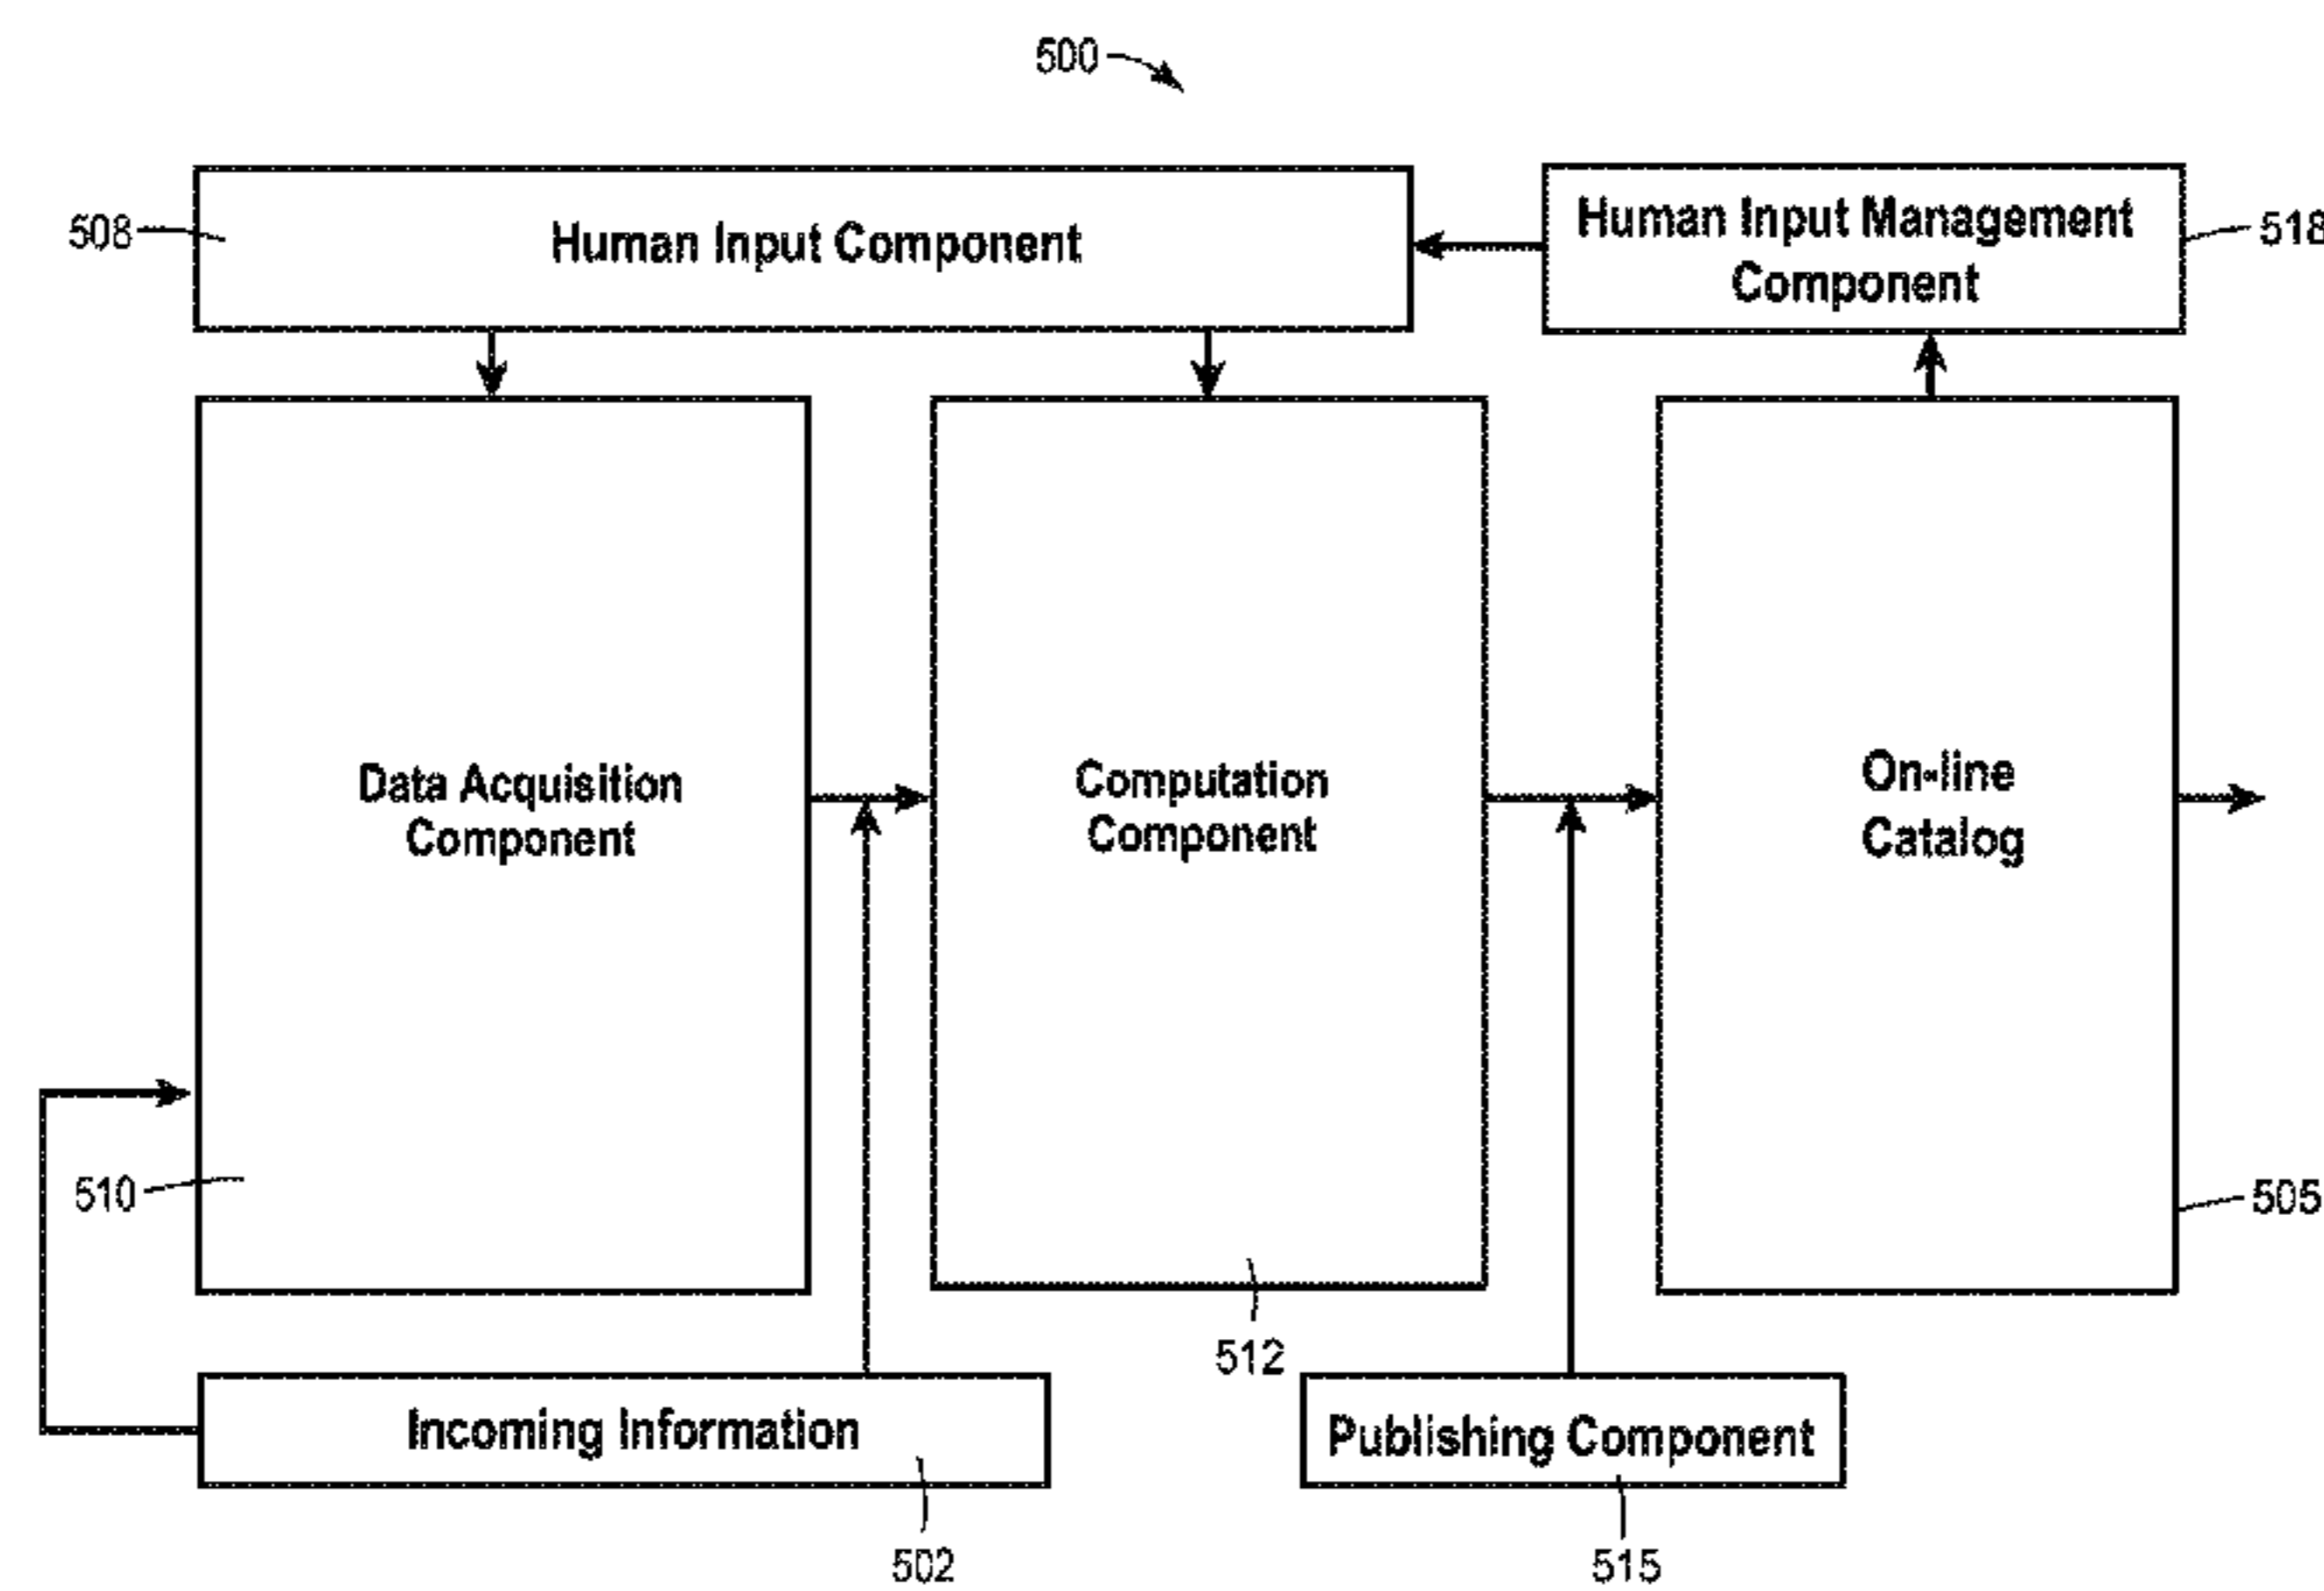 500
508
Human Input Component
Human Input Management
Component
518
Data Acquisition
Component
Computation
Component
On-line
Catalog
510
505
512
Incoming Information
Publishing Component
502
515